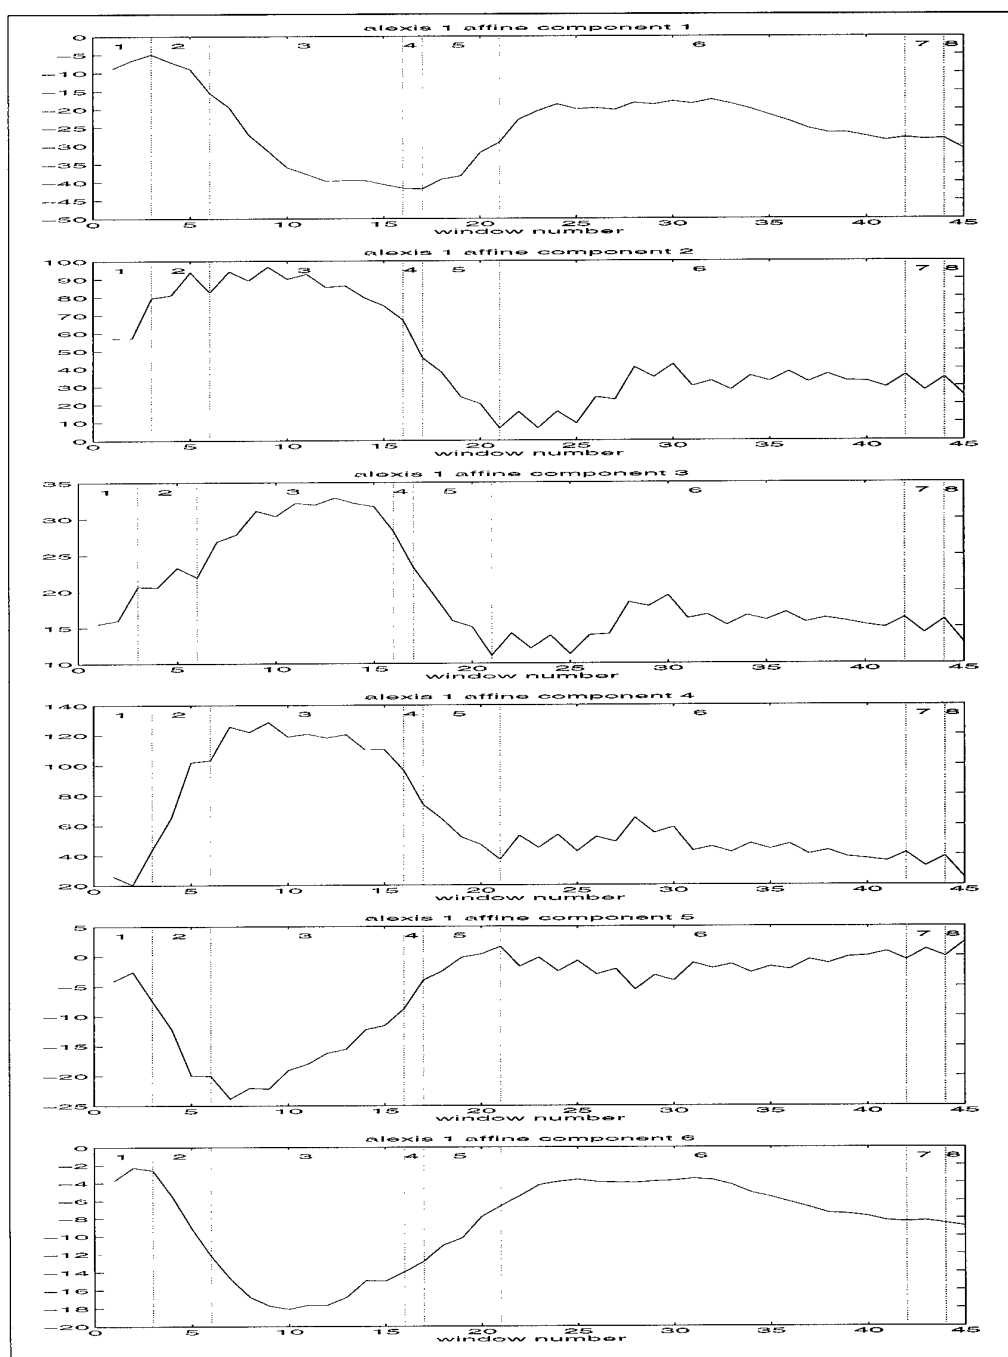 alexis 1 affine component 1
1 2 3 4 5 6 7 8
0
−5
−10
−15
−20
−25
−30
−35
−40
−45
−50
0 5 10 15 20 25 30 35 40 45
window number
alexis 1 affine component 2
1 2 3 4 5 6 7 8
100
90
80
70
60
50
40
30
20
10
0
0 5 10 15 20 25 30 35 40 45
window number
alexis 1 affine component 3
1 2 3 4 5 6 7 8
35
30
25
20
15
10
0 5 10 15 20 25 30 35 40 45
window number
alexis 1 affine component 4
1 2 3 4 5 6 7 8
140
120
100
80
60
40
20
0 5 10 15 20 25 30 35 40 45
window number
alexis 1 affine component 5
1 2 3 4 5 6 7 8
5
0
−5
−10
−15
−20
−25
0 5 10 15 20 25 30 35 40 45
window number
alexis 1 affine component 6
1 2 3 4 5 6 7 8
0
−2
−4
−6
−8
−10
−12
−14
−16
−18
−20
0 5 10 15 20 25 30 35 40 45
window number